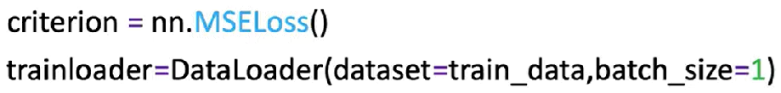 criterion = nn.MSELoss()
trainloader=DataLoader(dataset=train_data,batch_size=1)